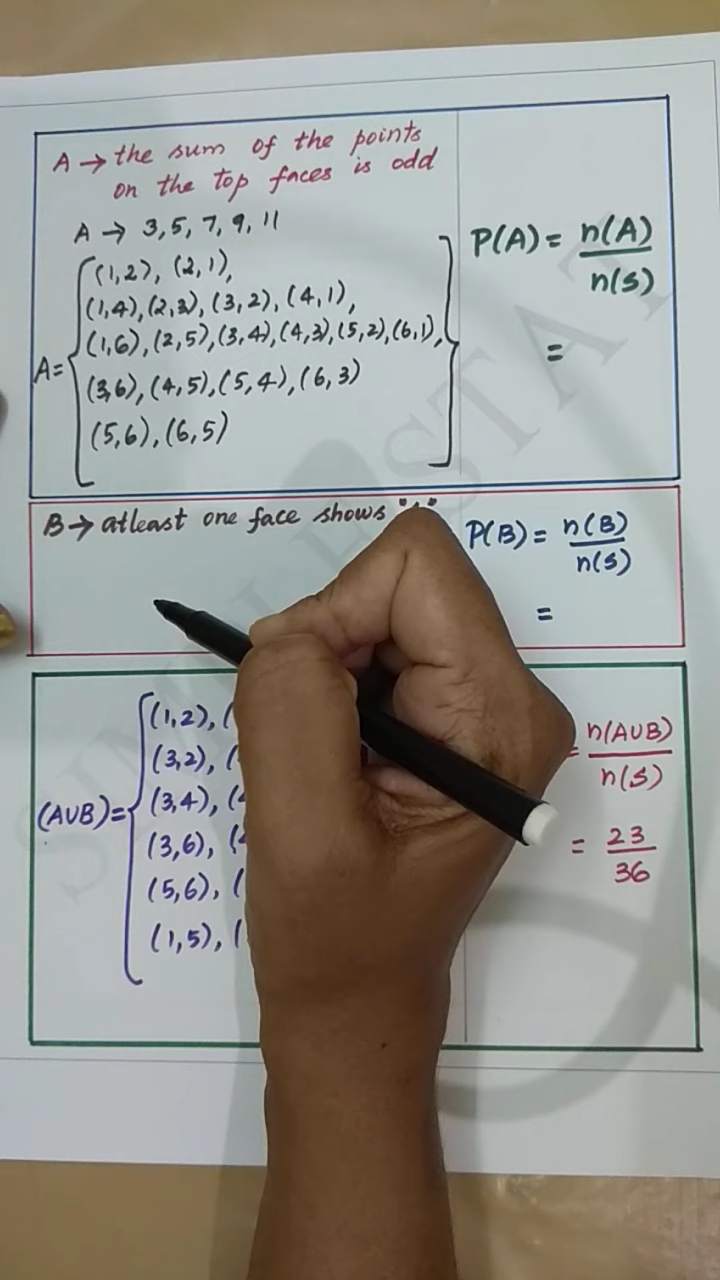 A → the sum of the points
on the top faces is odd
A → 3, 5, 7, 9, 11
A = {(1,2), (2,1),
(1,4), (2,3), (3,2), (4,1),
(1,6), (2,5), (3,4), (4,3), (5,2), (6,1),
(3,6), (4,5), (5,4), (6,3)
(5,6), (6,5)}
P(A) = n(A)/n(S)
=
B → atleast one face shows
P(B) = n(B)/n(S)
=
(A∪B) = {(1,2), (
(3,2), (
(3,4), (
(3,6), (
(5,6), (
(1,5), (
= n(A∪B)/n(S)
= 23/36